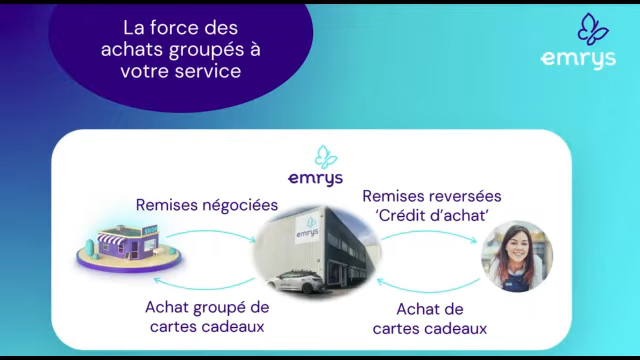 La force des
achats groupés à
votre service
emrys
emrys
Remises négociées
Remises reversées
‘Crédit d’achat’
SHOP
emrys
Achat groupé de
cartes cadeaux
Achat de
cartes cadeaux